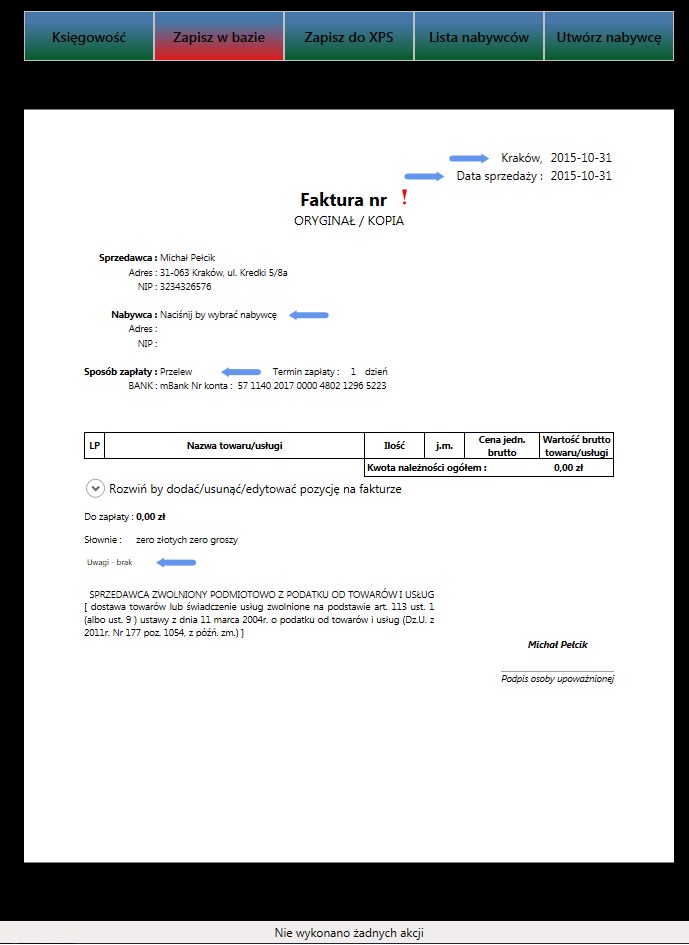 Księgowość Zapisz w bazie Zapisz do XPS Lista nabywców Utwórz nabywcę
Kraków, 2015-10-31
Data sprzedaży : 2015-10-31
Faktura nr !
ORYGINAŁ / KOPIA
Sprzedawca : Michał Pełcik
Adres : 31-063 Kraków, ul. Kredki 5/8a
NIP : 3234326576
Nabywca : Naciśnij by wybrać nabywcę
Adres :
NIP :
Sposób zapłaty : Przelew Termin zapłaty : 1 dzień
BANK : mBank Nr konta : 57 1140 2017 0000 4802 1296 5223
LP Nazwa towaru/usługi Ilość j.m. Cena jedn. brutto Wartość brutto towaru/usługi
Kwota należności ogółem : 0,00 zł
Rozwiń by dodać/usunąć/edytować pozycję na fakturze
Do zapłaty : 0,00 zł
Słownie : zero złotych zero groszy
Uwagi - brak
SPRZEDAWCA ZWOLNIONY PODMIOTOWO Z PODATKU OD TOWARÓW I USŁUG
[ dostawa towarów lub świadczenie usług zwolnione na podstawie art. 113 ust. 1
(albo ust. 9 ) ustawy z dnia 11 marca 2004r. o podatku od towarów i usług (Dz.U. z
2011r. Nr 177 poz. 1054, z późń. zm.) ]
Michał Pełcik
Podpis osoby upoważnionej
Nie wykonano żadnych akcji